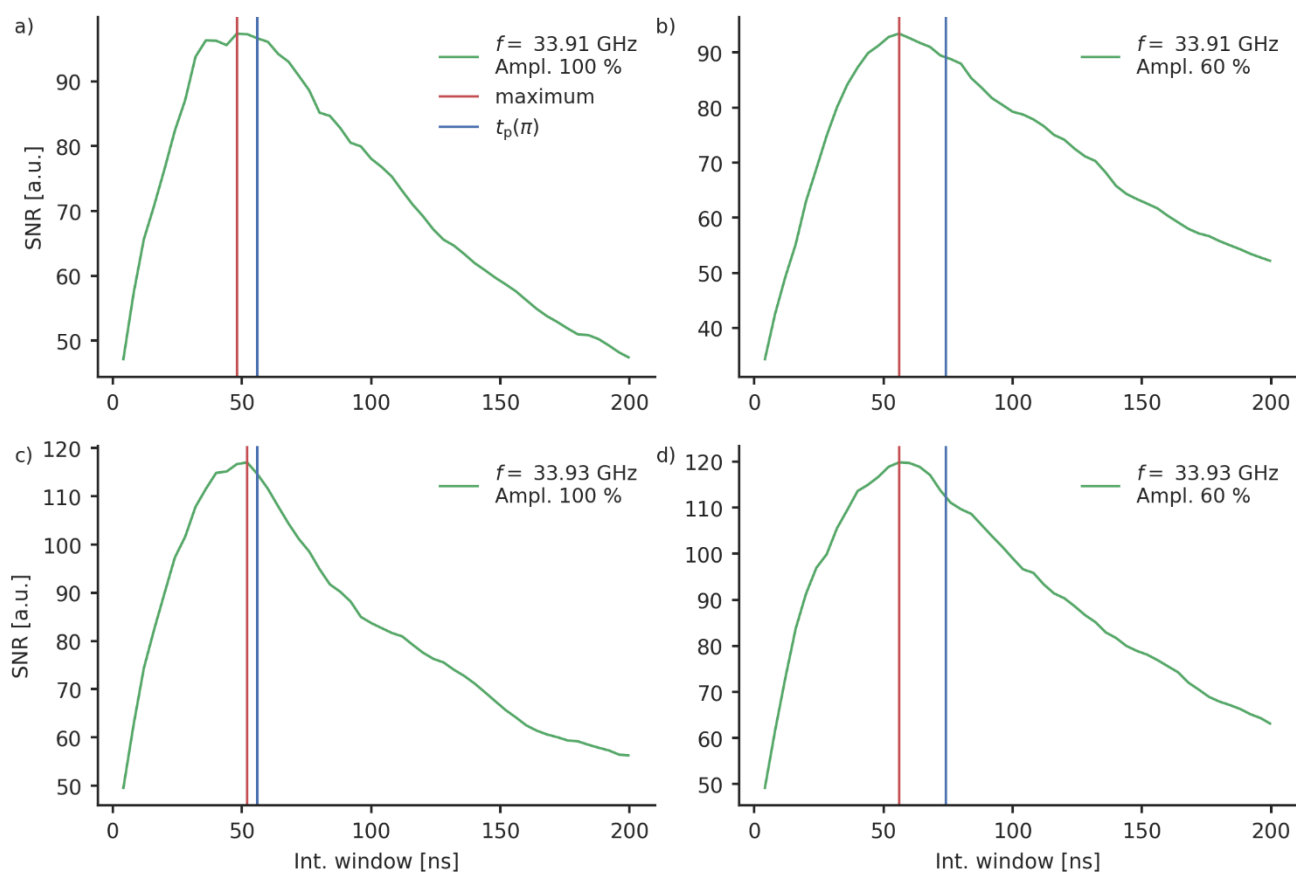 a)
f = 33.91 GHz
Ampl. 100 %
maximum
tp(π)
90
80
70
60
50
SNR [a.u.]
0 50 100 150 200
b)
f = 33.91 GHz
Ampl. 60 %
90
80
70
60
50
40
0 50 100 150 200
c)
f = 33.93 GHz
Ampl. 100 %
120
110
100
90
80
70
60
50
SNR [a.u.]
0 50 100 150 200
Int. window [ns]
d)
f = 33.93 GHz
Ampl. 60 %
120
110
100
90
80
70
60
50
0 50 100 150 200
Int. window [ns]